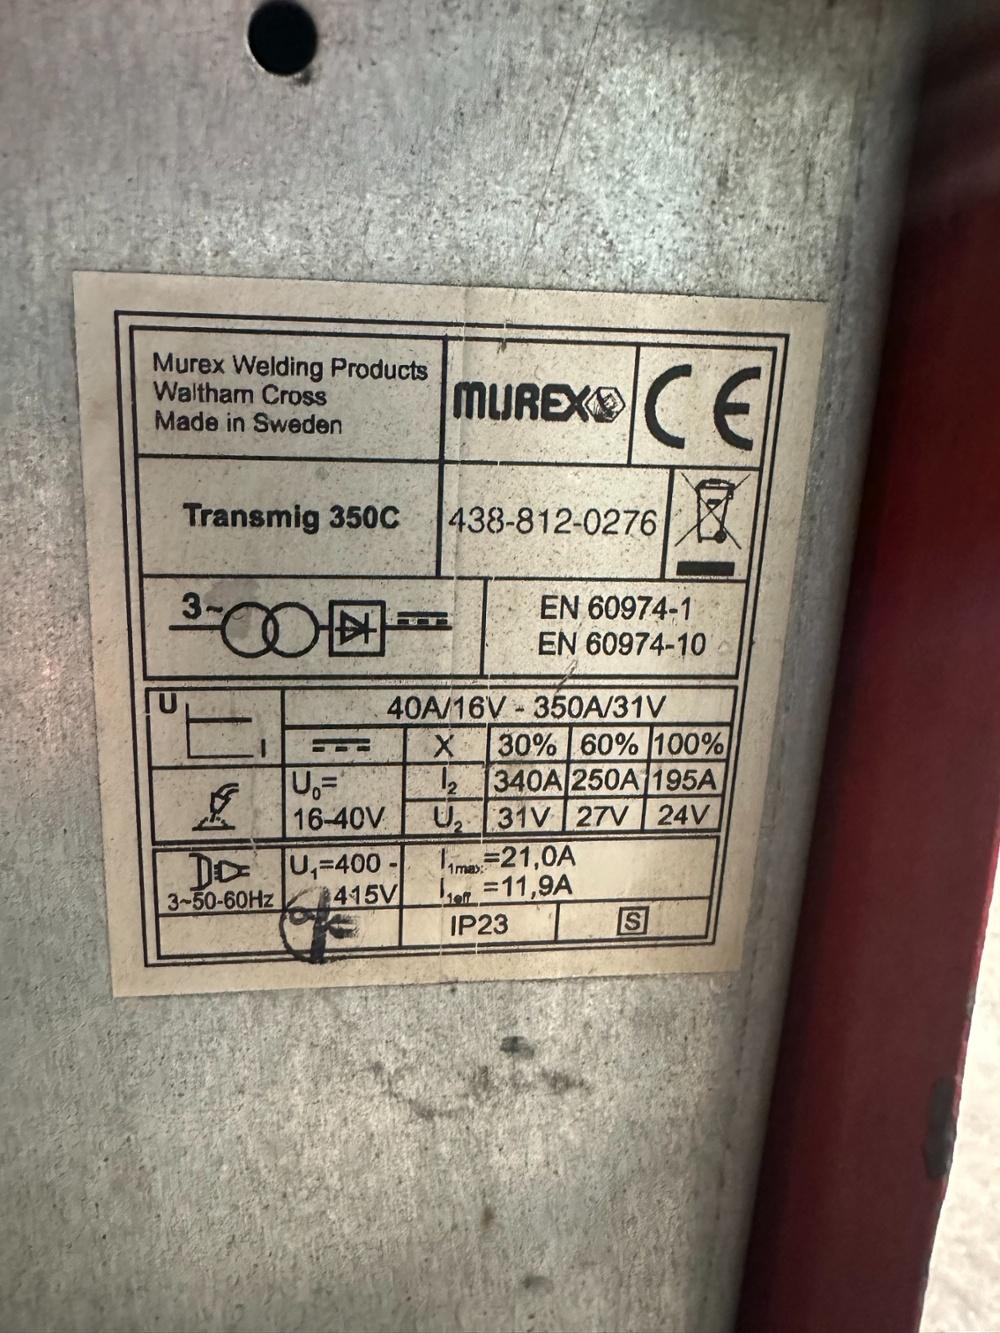 Murex Welding Products
Waltham Cross
Made in Sweden
MUREX
CE
Transmig 350C
438-812-0276
3~
EN 60974-1
EN 60974-10
U
I
40A/16V - 350A/31V
X 30% 60% 100%
U₀=
16-40V
I₂ 340A 250A 195A
U₂ 31V 27V 24V
3~50-60Hz
U₁=400 -
415V
I₁max.=21,0A
I₁eff =11,9A
IP23
S